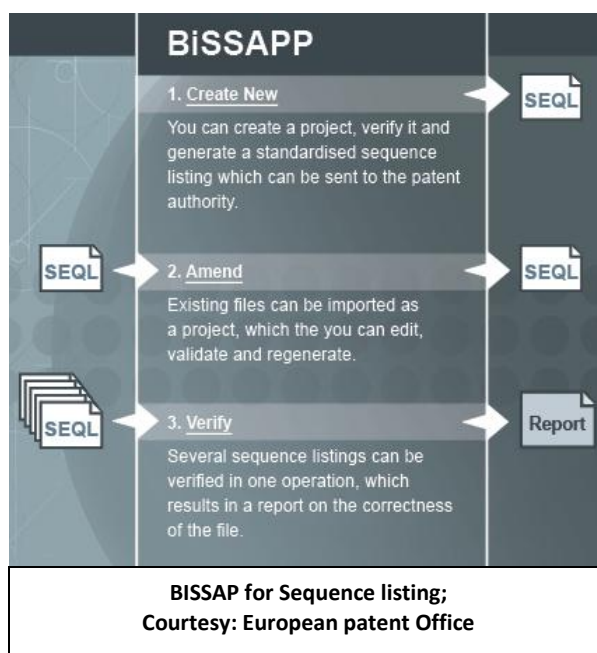 BiSSAPP
1. Create New
SEQL
You can create a project, verify it and
generate a standardised sequence
listing which can be sent to the patent
authority.
SEQL
2. Amend
SEQL
Existing files can be imported as
a project, which the you can edit,
validate and regenerate.
SEQL
3. Verify
Report
Several sequence listings can be
verified in one operation, which
results in a report on the correctness
of the file.
BISSAP for Sequence listing;
Courtesy: European patent Office